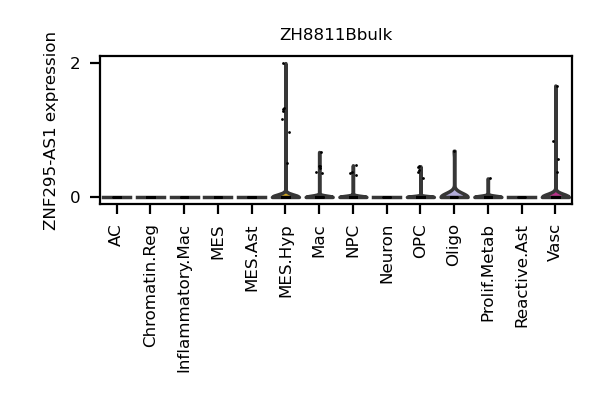 ZH8811Bbulk
ZNF295-AS1 expression
2
0
AC
Chromatin.Reg
Inflammatory.Mac
MES
MES.Ast
MES.Hyp
Mac
NPC
Neuron
OPC
Oligo
Prolif.Metab
Reactive.Ast
Vasc